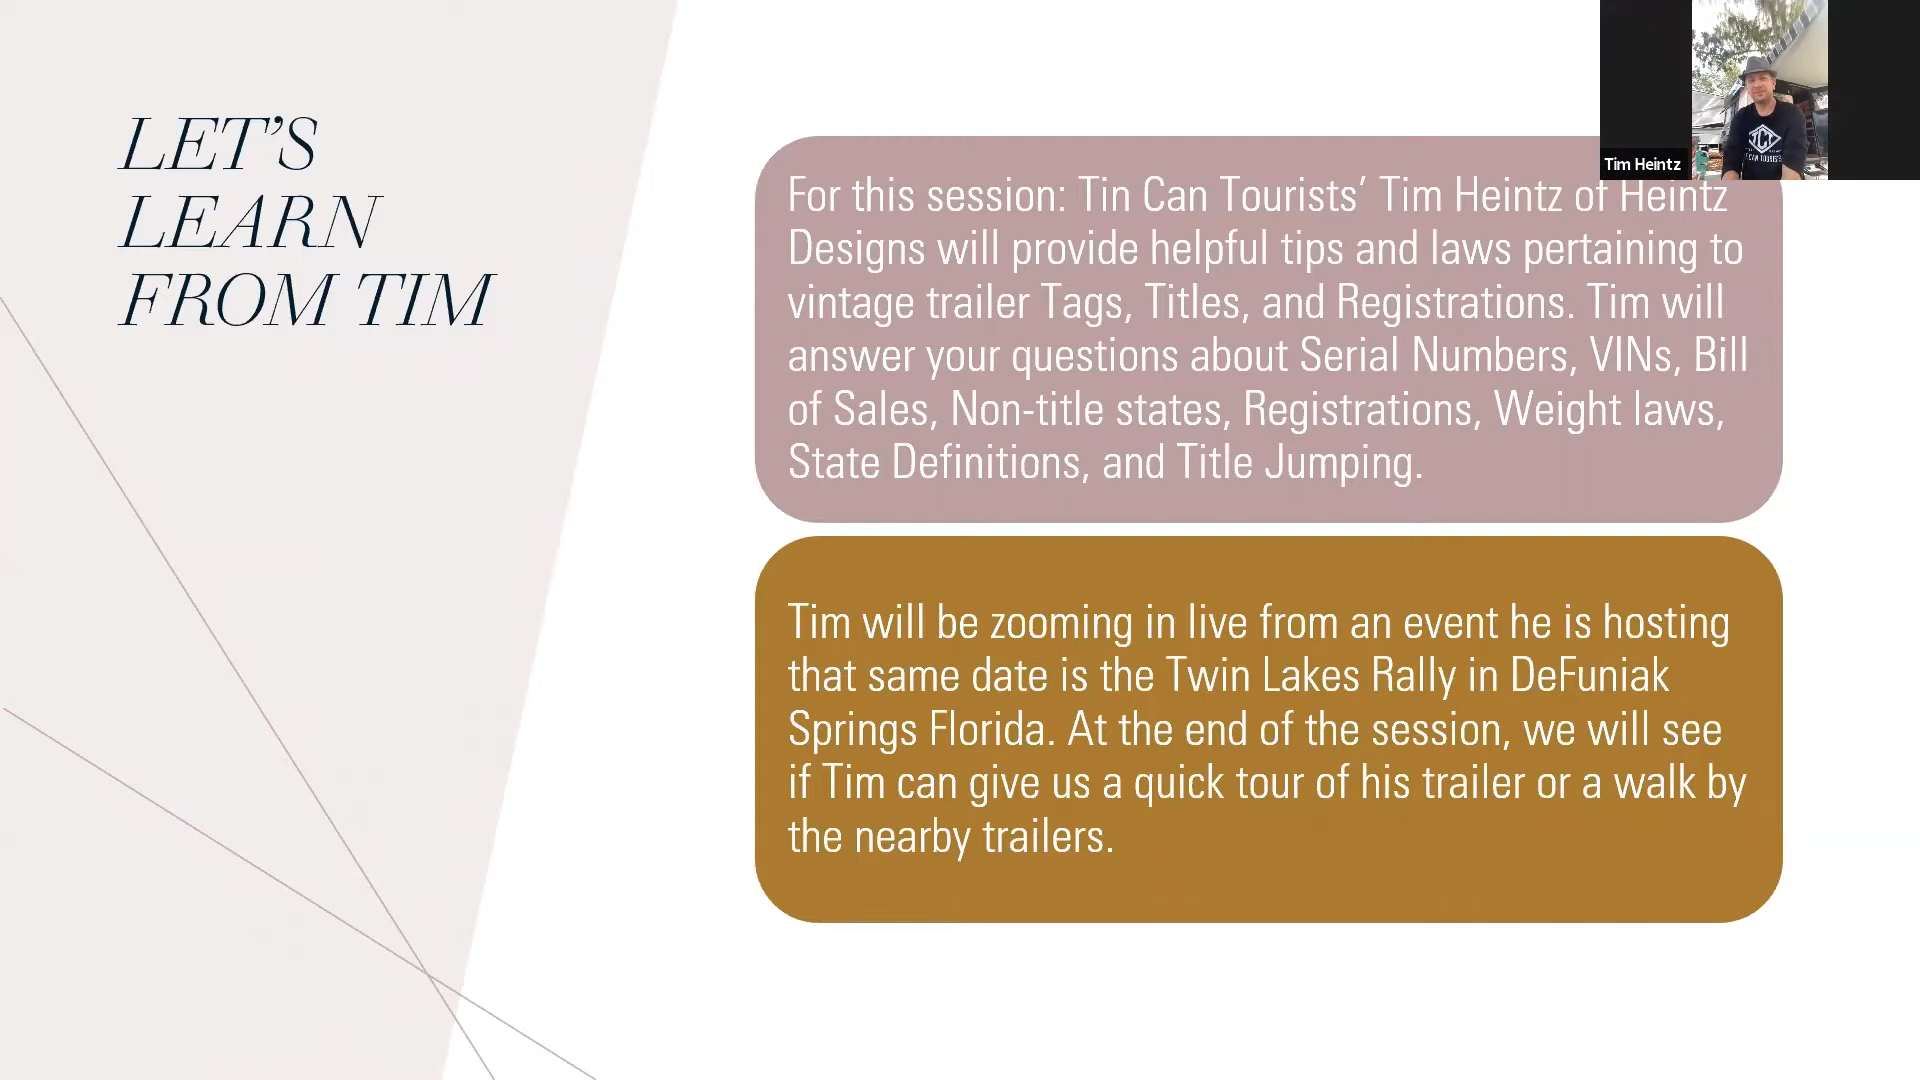 LET’S
LEARN
FROM TIM
For this session: Tin Can Tourists’ Tim Heintz of Heintz
Designs will provide helpful tips and laws pertaining to
vintage trailer Tags, Titles, and Registrations. Tim will
answer your questions about Serial Numbers, VINs, Bill
of Sales, Non-title states, Registrations, Weight laws,
State Definitions, and Title Jumping.
Tim will be zooming in live from an event he is hosting
that same date is the Twin Lakes Rally in DeFuniak
Springs Florida. At the end of the session, we will see
if Tim can give us a quick tour of his trailer or a walk by
the nearby trailers.
Tim Heintz
TCT
CAN TOURISTS